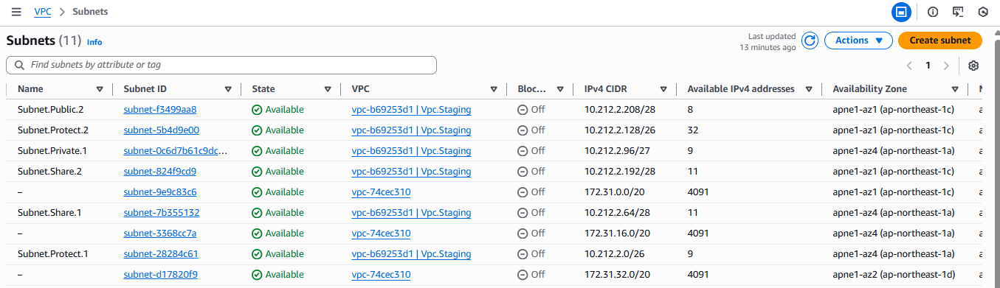 VPC > Subnets
Subnets (11) Info
Last updated
13 minutes ago
Actions
Create subnet
Find subnets by attribute or tag
1
Name Subnet ID State VPC Bloc... IPv4 CIDR Available IPv4 addresses Availability Zone
Subnet.Public.2 subnet-f3499aa8 Available vpc-b69253d1 | Vpc.Staging Off 10.212.2.208/28 8 apne1-az1 (ap-northeast-1c)
Subnet.Protect.2 subnet-5b4d9e00 Available vpc-b69253d1 | Vpc.Staging Off 10.212.2.128/26 32 apne1-az1 (ap-northeast-1c)
Subnet.Private.1 subnet-0c6d7b61c9dc... Available vpc-b69253d1 | Vpc.Staging Off 10.212.2.96/27 9 apne1-az4 (ap-northeast-1a)
Subnet.Share.2 subnet-824f9cd9 Available vpc-b69253d1 | Vpc.Staging Off 10.212.2.192/28 11 apne1-az1 (ap-northeast-1c)
– subnet-9e9c83c6 Available vpc-74cec310 Off 172.31.0.0/20 4091 apne1-az1 (ap-northeast-1c)
Subnet.Share.1 subnet-7b355132 Available vpc-b69253d1 | Vpc.Staging Off 10.212.2.64/28 11 apne1-az4 (ap-northeast-1a)
– subnet-3368cc7a Available vpc-74cec310 Off 172.31.16.0/20 4091 apne1-az4 (ap-northeast-1a)
Subnet.Protect.1 subnet-28284c61 Available vpc-b69253d1 | Vpc.Staging Off 10.212.2.0/26 9 apne1-az4 (ap-northeast-1a)
– subnet-d17820f9 Available vpc-74cec310 Off 172.31.32.0/20 4091 apne1-az2 (ap-northeast-1d)